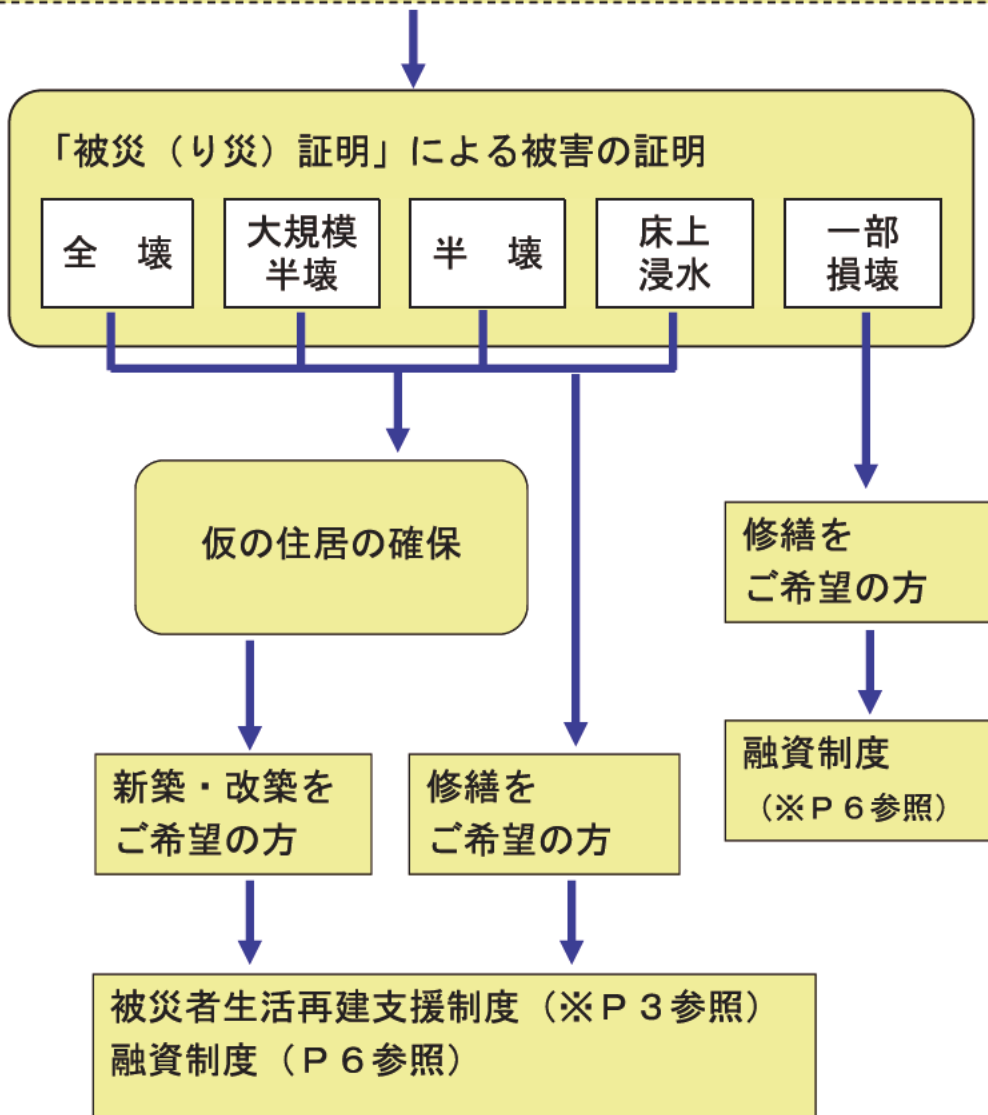 「被災（り災）証明」による被害の証明
全　壊
大規模
半壊
半　壊
床上
浸水
一部
損壊
仮の住居の確保
修繕を
ご希望の方
融資制度
（※Ｐ６参照）
新築・改築を
ご希望の方
修繕を
ご希望の方
被災者生活再建支援制度（※Ｐ３参照）
融資制度（Ｐ６参照）